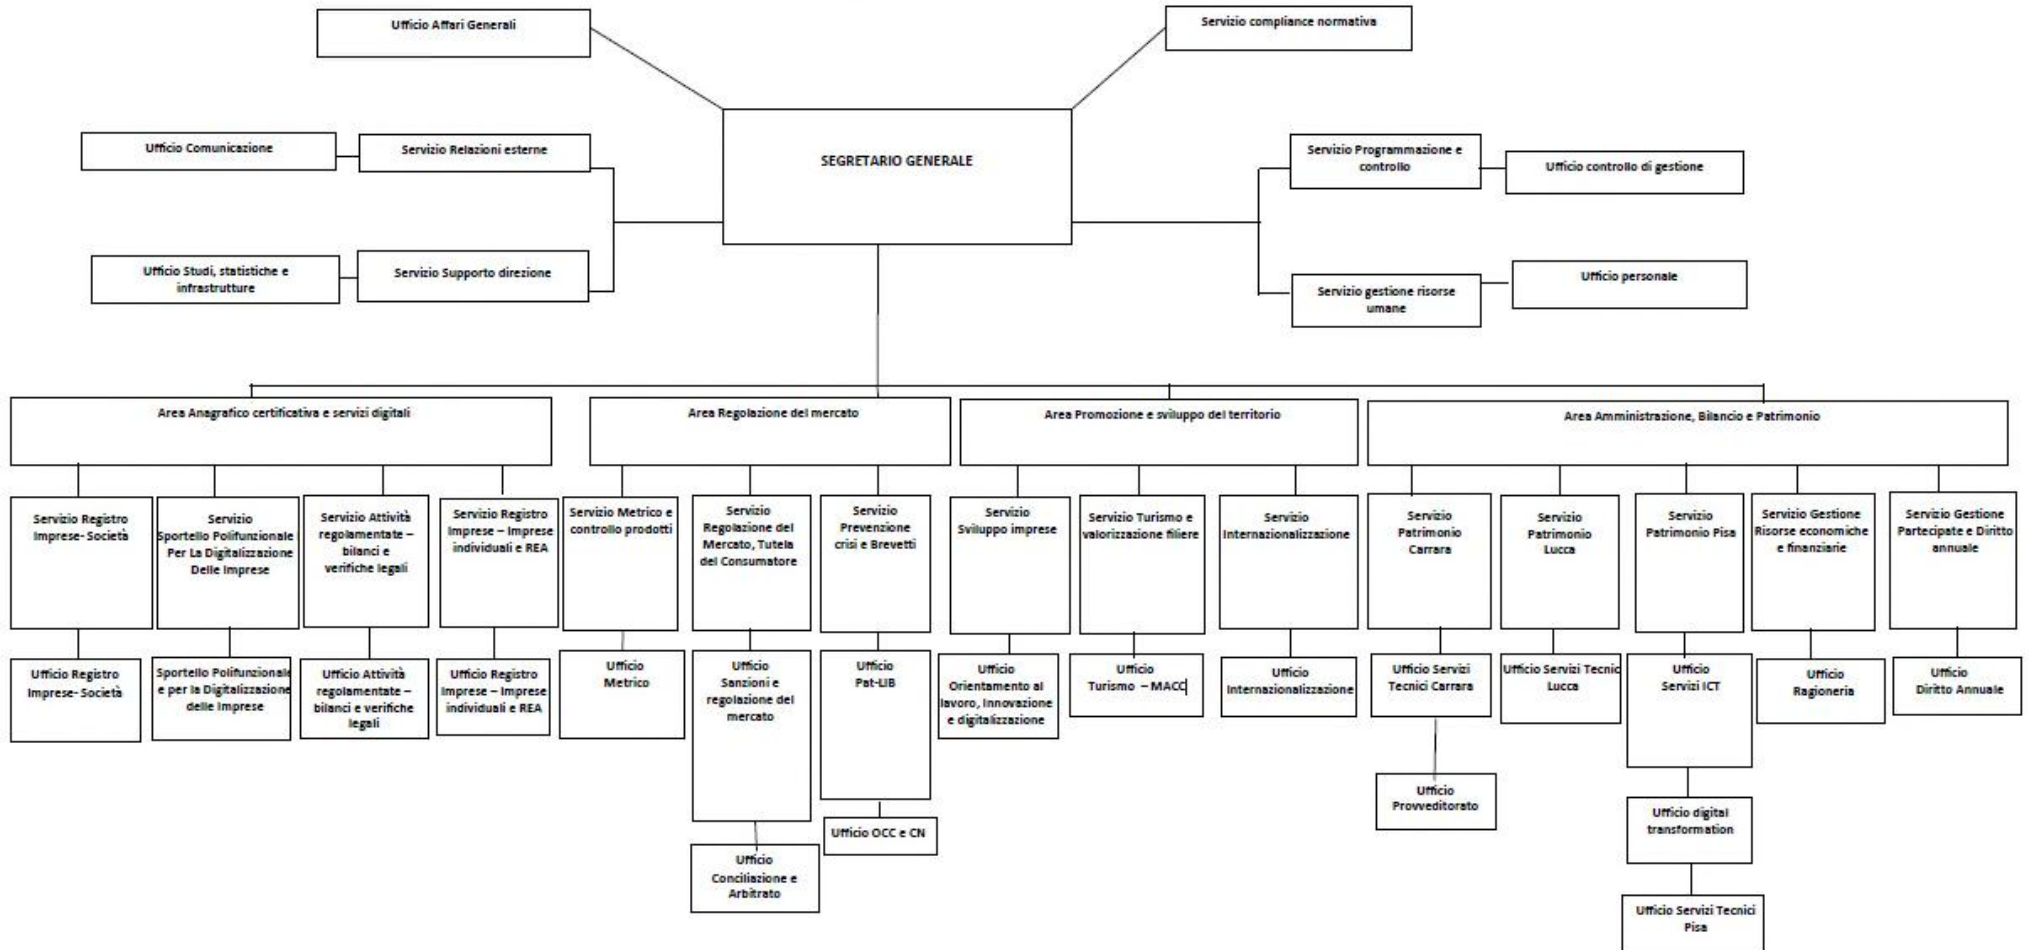 Ufficio Affari Generali
Servizio compliance normativa
SEGRETARIO GENERALE
Ufficio Comunicazione
Servizio Relazioni esterne
Servizio Programmazione e
controllo
Ufficio controllo di gestione
Ufficio Studi, statistiche e
infrastrutture
Servizio Supporto direzione
Servizio gestione risorse
umane
Ufficio personale
Area Anagrafico certificativa e servizi digitali
Area Regolazione del mercato
Area Promozione e sviluppo del territorio
Area Amministrazione, Bilancio e Patrimonio
Servizio Registro
Imprese- Società
Servizio
Sportello Polifunzionale
Per La Digitalizzazione
Delle Imprese
Servizio Attività
regolamentate –
bilanci e
verifiche legali
Servizio Registro
Imprese – Imprese
individuali e REA
Servizio Metrico e
controllo prodotti
Servizio
Regolazione del
Mercato, Tutela
del Consumatore
Servizio
Prevenzione
crisi e Brevetti
Servizio
Sviluppo imprese
Servizio Turismo e
valorizzazione filiere
Servizio
Internazionalizzazione
Servizio
Patrimonio
Carrara
Servizio
Patrimonio
Lucca
Servizio
Patrimonio Pisa
Servizio Gestione
Risorse economiche
e finanziarie
Servizio Gestione
Partecipate e Diritto
annuale
Ufficio Registro
Imprese- Società
Sportello Polifunzionale
e per la Digitalizzazione
delle Imprese
Ufficio Attività
regolamentate –
bilanci e verifiche
legali
Ufficio Registro
Imprese – Imprese
individuali e REA
Ufficio
Metrico
Ufficio
Sanzioni e
regolazione del
mercato
Ufficio
Pat-LIB
Ufficio
Orientamento al
lavoro, Innovazione
e digitalizzazione
Ufficio
Turismo – MACC
Ufficio
Internazionalizzazione
Ufficio Servizi
Tecnici Carrara
Ufficio Servizi Tecnic
Lucca
Ufficio
Servizi ICT
Ufficio
Ragioneria
Ufficio
Diritto Annuale
Ufficio
Conciliazione e
Arbitrato
Ufficio OCC e CN
Ufficio
Provveditorato
Ufficio digital
transformation
Ufficio Servizi Tecnici
Pisa